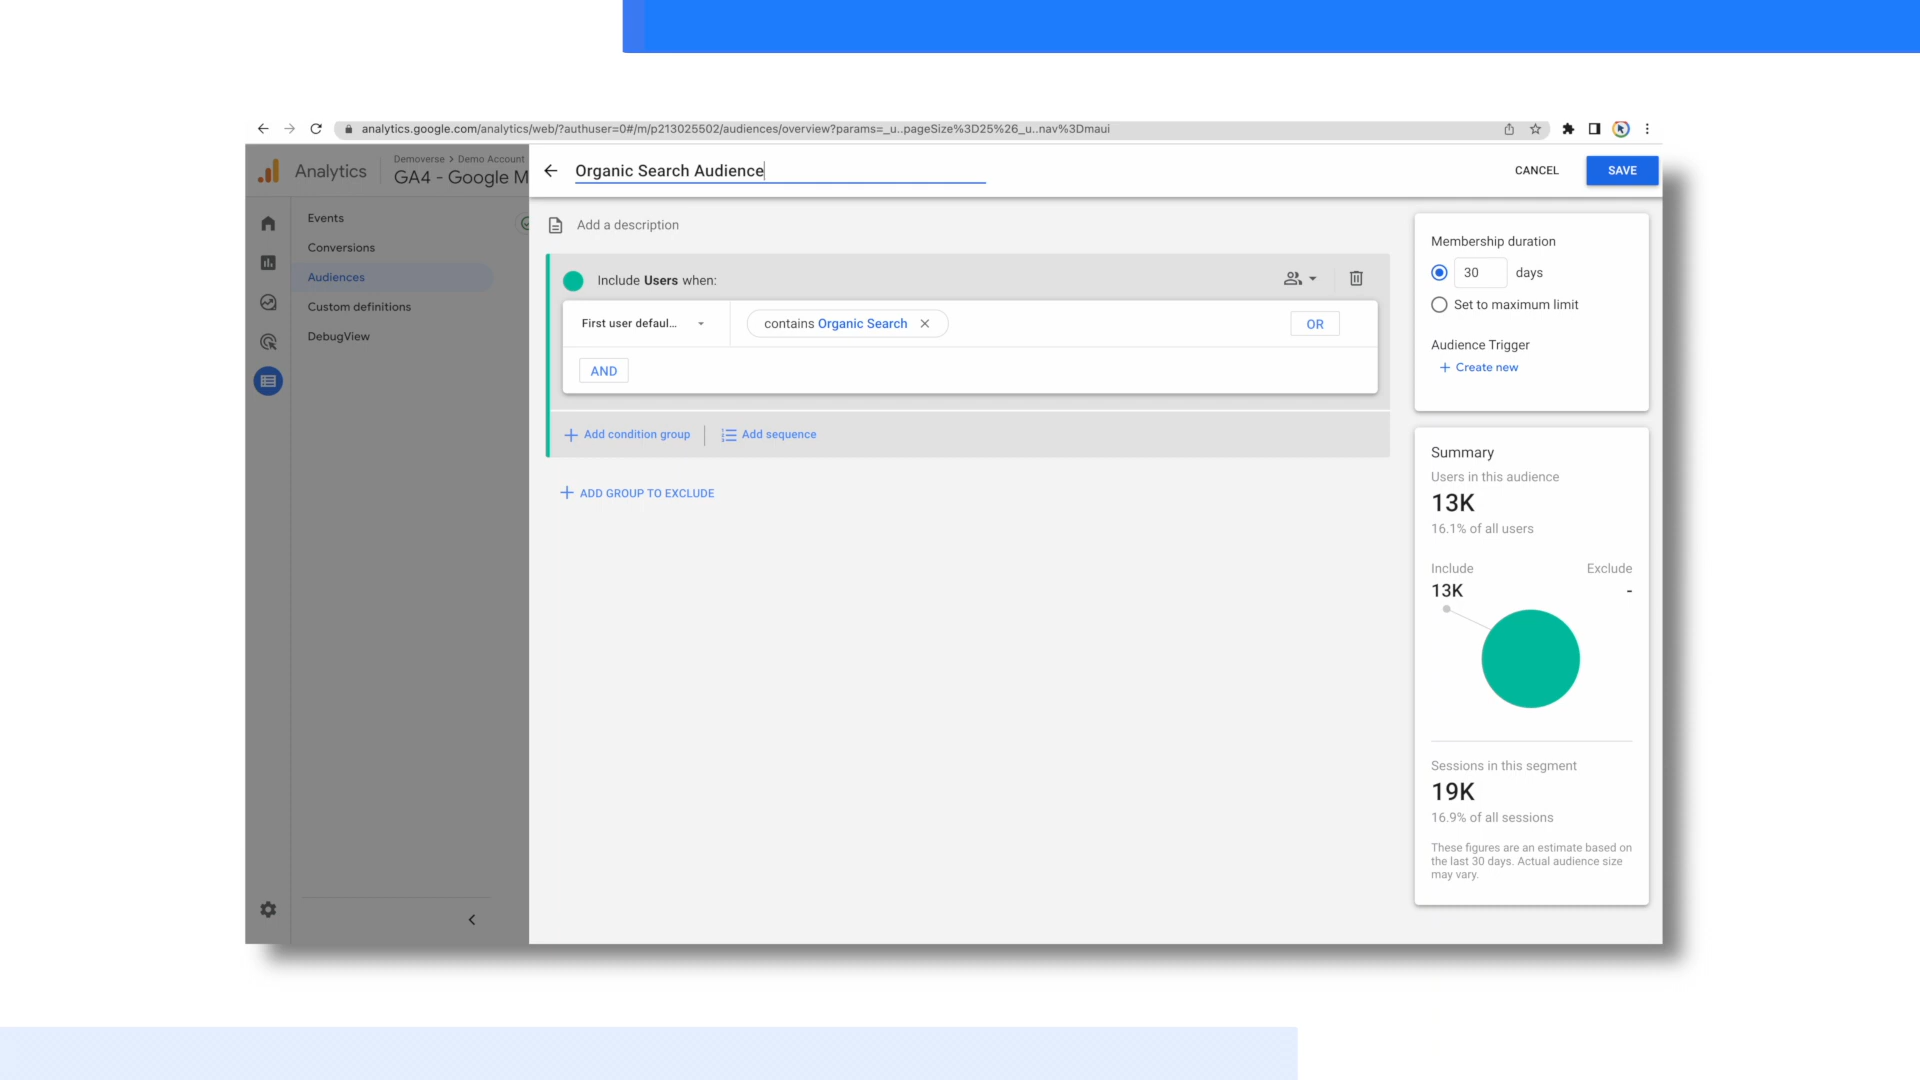 analytics.google.com/analytics/web/?authuser=0#/m/p213025502/audiences/overview?params=_u..pageSize%3D25%26_u..nav%3Dmaui
Analytics
Demoverse > Demo Account
GA4 - Google M
Organic Search Audience
CANCEL
SAVE
Events
Conversions
Audiences
Custom definitions
DebugView
Add a description
Include Users when:
First user defaul...
contains Organic Search
OR
AND
Add condition group
Add sequence
ADD GROUP TO EXCLUDE
Membership duration
30 days
Set to maximum limit
Audience Trigger
Create new
Summary
Users in this audience
13K
16.1% of all users
Include
Exclude
13K
-
Sessions in this segment
19K
16.9% of all sessions
These figures are an estimate based on
the last 30 days. Actual audience size
may vary.